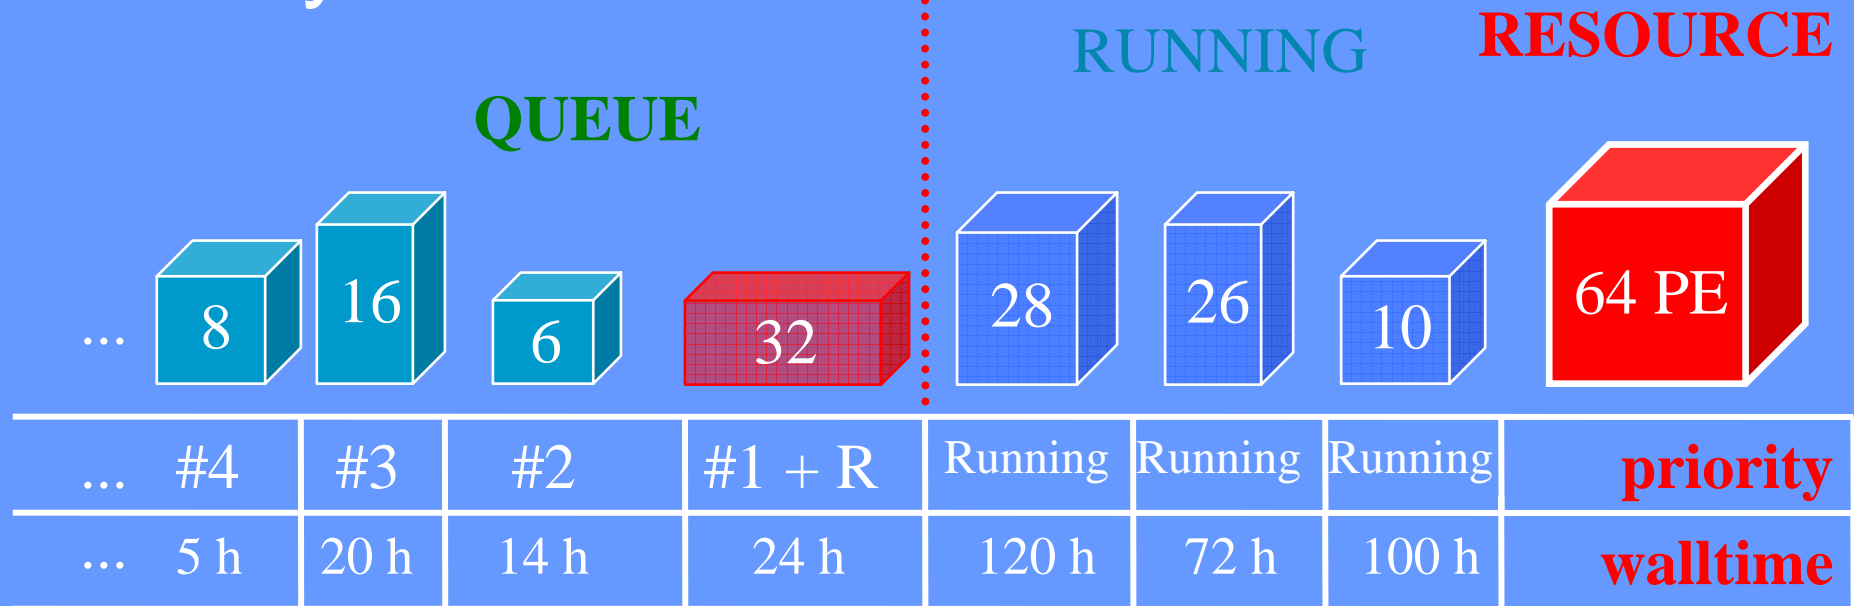 RUNNING
RESOURCE
QUEUE
... 8 16 6 32 28 26 10 64 PE
... #4 #3 #2 #1 + R Running Running Running priority
... 5 h 20 h 14 h 24 h 120 h 72 h 100 h walltime